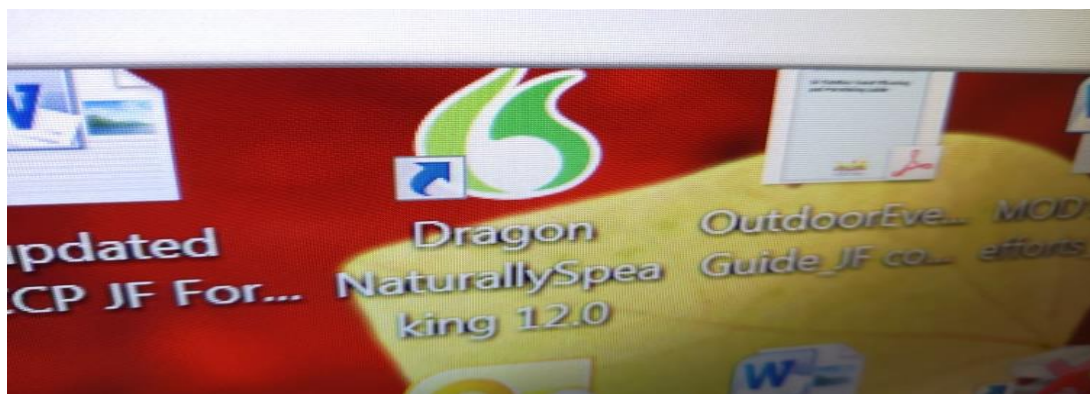 updated
CP JF For...
Dragon
NaturallySpea
king 12.0
OutdoorEve...
Guide_JF co...
MOD
efforts
W
W